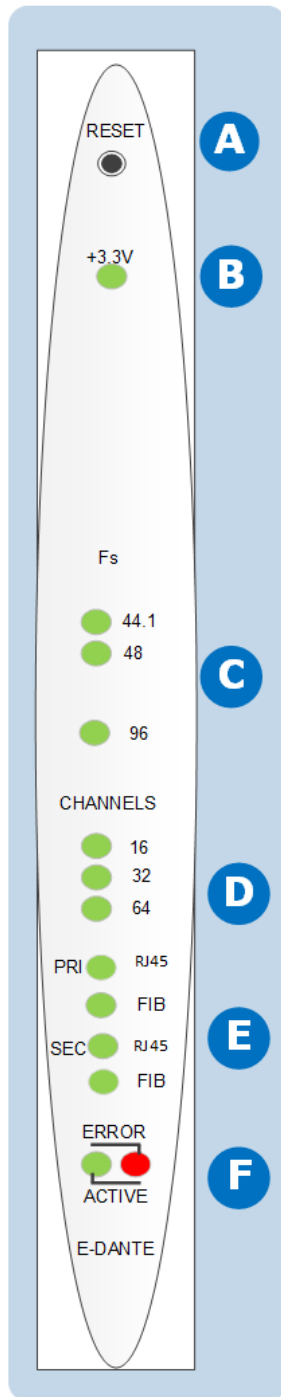 RESET
A
+3.3V
B
Fs
44.1
48
C
96
CHANNELS
16
32
64
D
PRI RJ45
FIB
E
SEC RJ45
FIB
ERROR
F
ACTIVE
E-DANTE